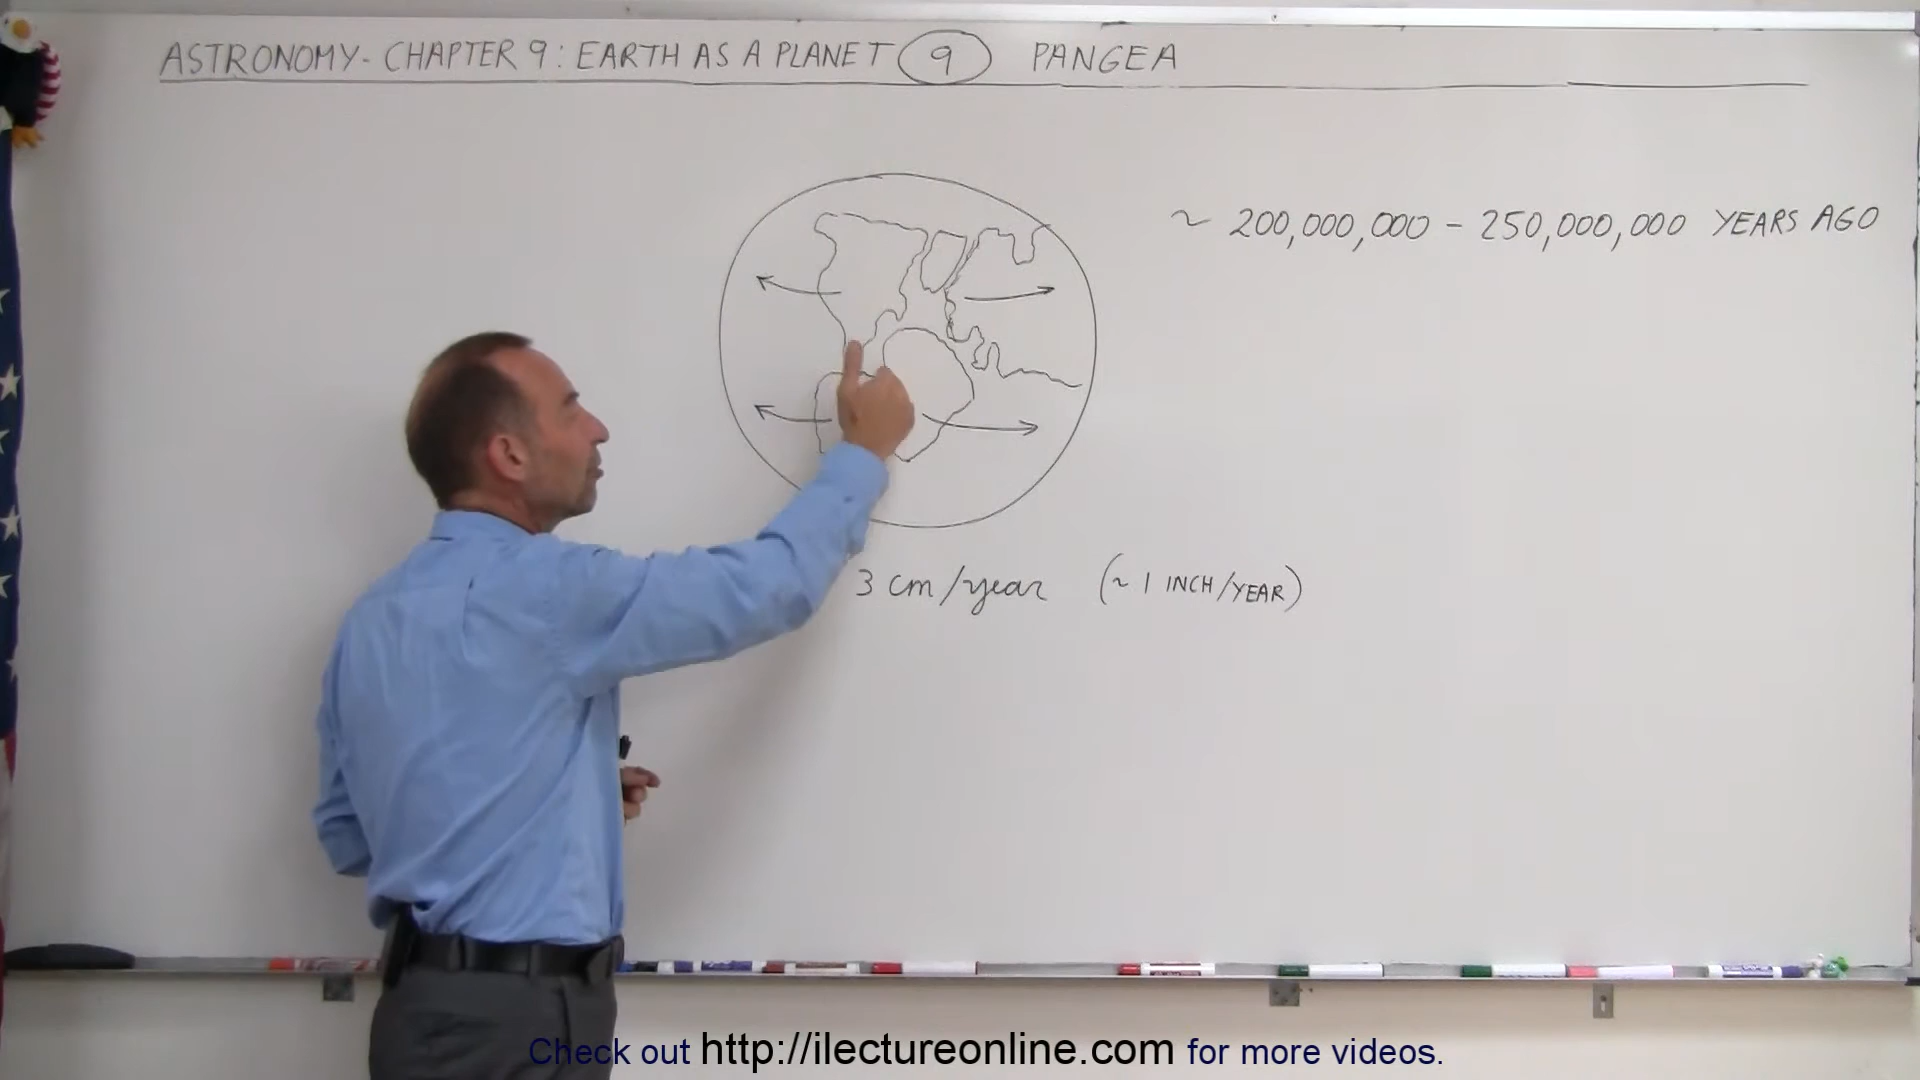 ASTRONOMY - CHAPTER 9: EARTH AS A PLANET 9 PANGEA
~ 200,000,000 - 250,000,000 YEARS AGO
3 cm/year (~ 1 INCH/YEAR)
Check out http://ilectureonline.com for more videos.